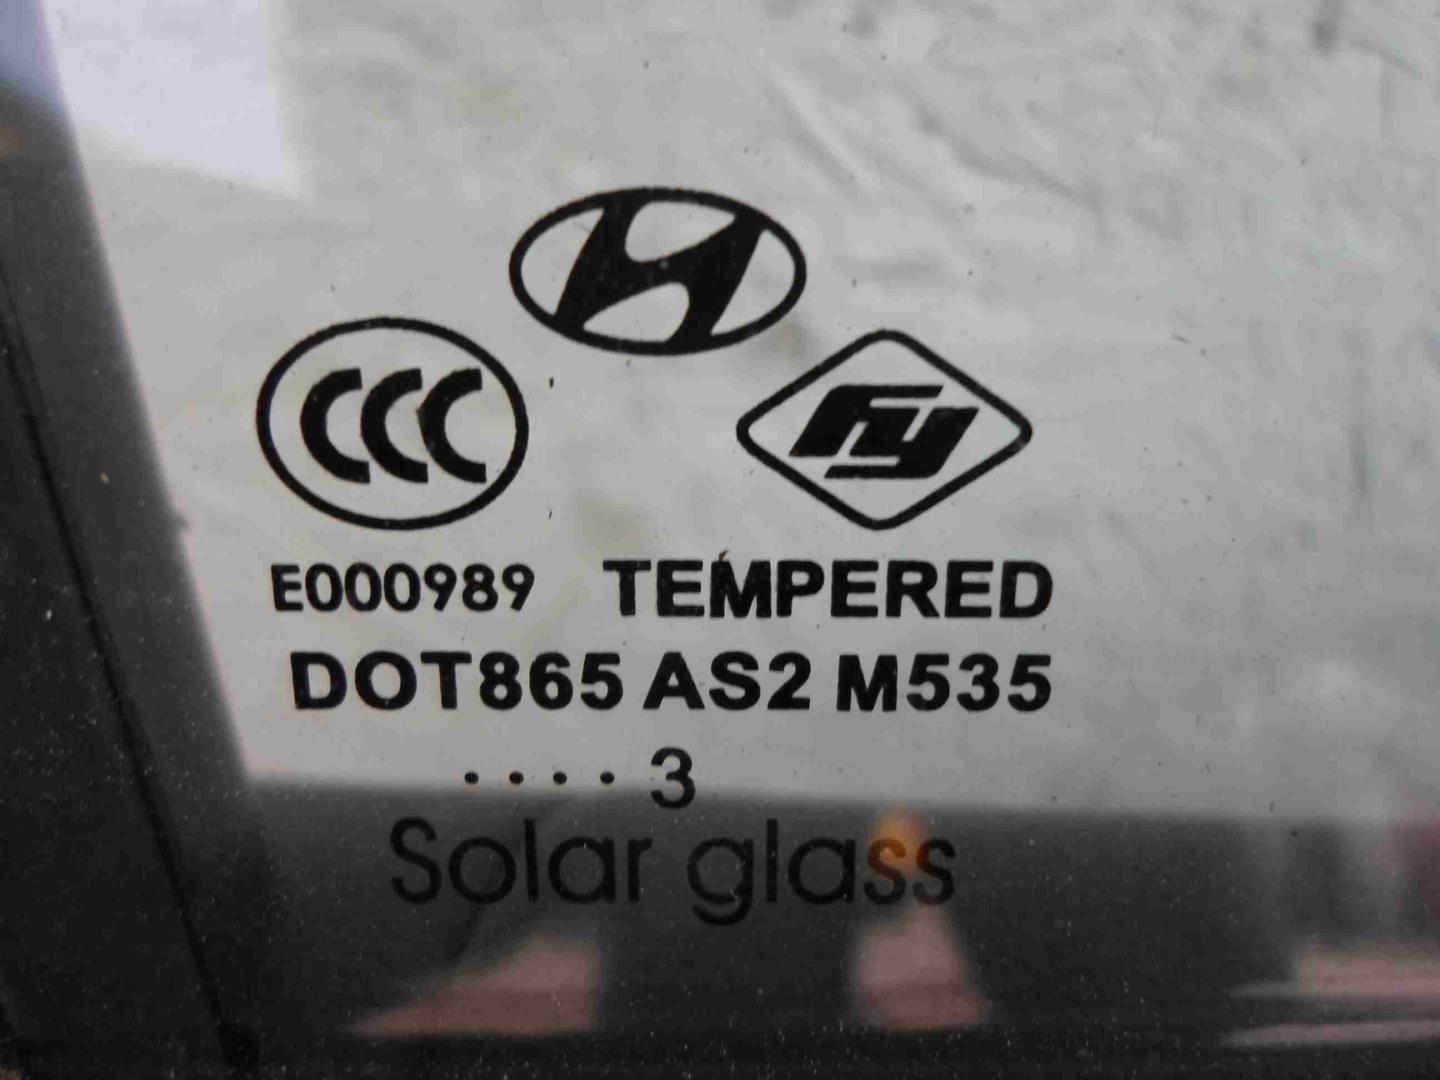 CCC
FY
E000989 TEMPERED
DOT865 AS2 M535
....3
Solar glass